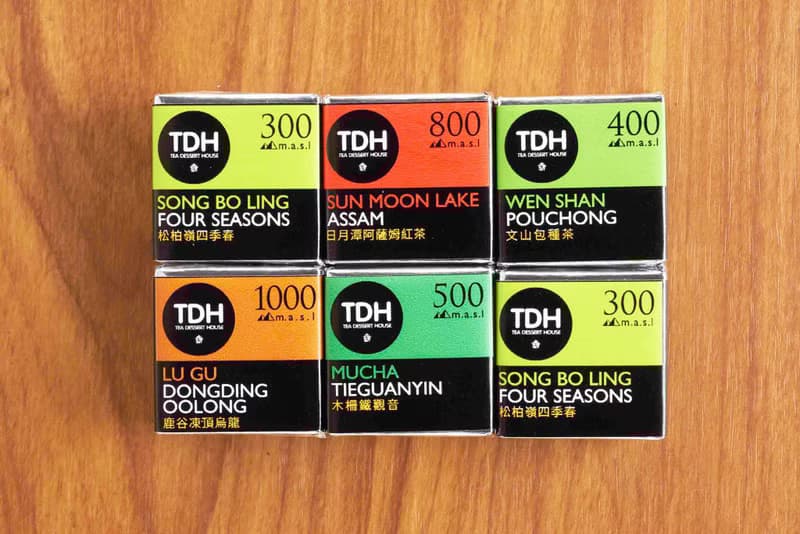 TDH
TEA DESSERT HOUSE
300
m.a.s.l
SONG BO LING
FOUR SEASONS
松柏嶺四季春
TDH
TEA DESSERT HOUSE
800
m.a.s.l
SUN MOON LAKE
ASSAM
日月潭阿薩姆紅茶
TDH
TEA DESSERT HOUSE
400
m.a.s.l
WEN SHAN
POUCHONG
文山包種茶
TDH
TEA DESSERT HOUSE
1000
m.a.s.l
LU GU
DONGDING
OOLONG
鹿谷凍頂烏龍
TDH
TEA DESSERT HOUSE
500
m.a.s.l
MUCHA
TIEGUANYIN
木柵鐵觀音
TDH
TEA DESSERT HOUSE
300
m.a.s.l
SONG BO LING
FOUR SEASONS
松柏嶺四季春